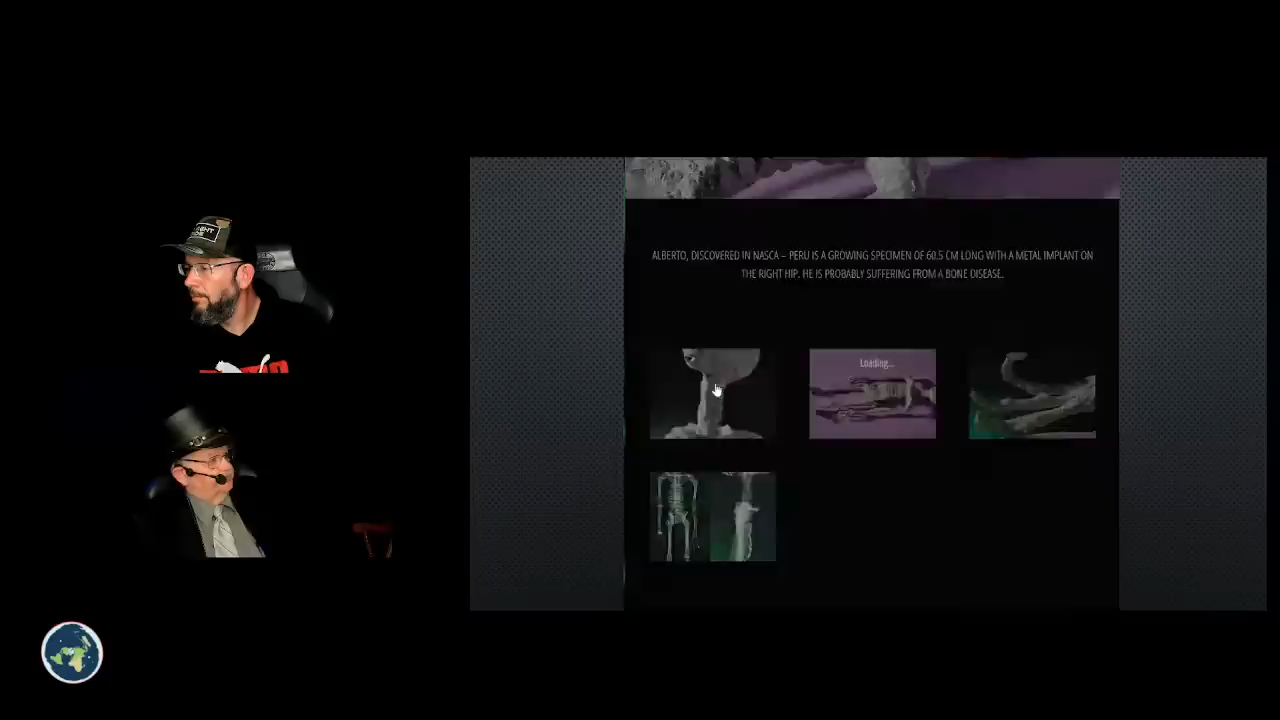 ALBERTO, DISCOVERED IN NASCA – PERU IS A GROWING SPECIMEN OF 60.5 CM LONG WITH A METAL IMPLANT ON
THE RIGHT HIP. HE IS PROBABLY SUFFERING FROM A BONE DISEASE.
Loading...